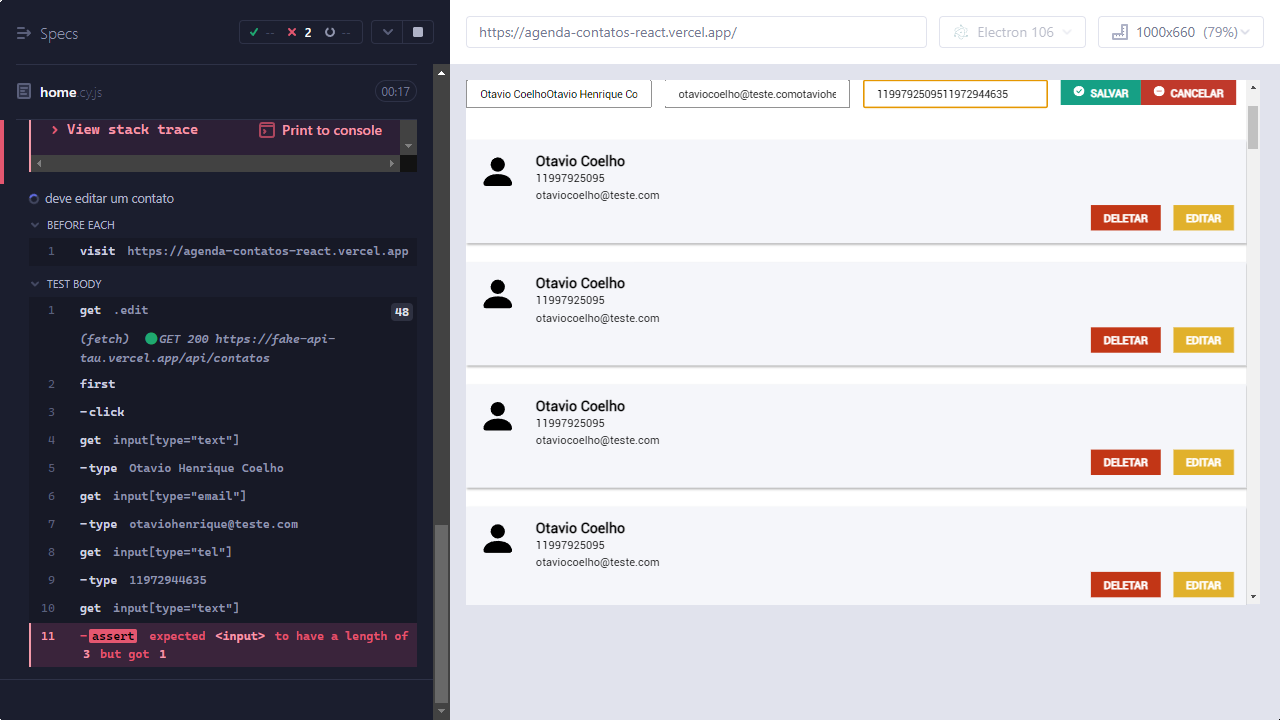 Specs
-- 2 --
home.cy.js
00:17
View stack trace
Print to console
deve editar um contato
BEFORE EACH
1 visit https://agenda-contatos-react.vercel.app
TEST BODY
1 get .edit 48
(fetch) GET 200 https://fake-api-
tau.vercel.app/api/contatos
2 first
3 -click
4 get input[type="text"]
5 -type Otavio Henrique Coelho
6 get input[type="email"]
7 -type otaviohenrique@teste.com
8 get input[type="tel"]
9 -type 11972944635
10 get input[type="text"]
11 -assert expected <input> to have a length of
3 but got 1
https://agenda-contatos-react.vercel.app/
Electron 106
1000x660 (79%)
Otavio CoelhoOtavio Henrique Co
otaviocoelho@teste.comotaviohe
1199792509511972944635
SALVAR
CANCELAR
Otavio Coelho
11997925095
otaviocoelho@teste.com
DELETAR EDITAR
Otavio Coelho
11997925095
otaviocoelho@teste.com
DELETAR EDITAR
Otavio Coelho
11997925095
otaviocoelho@teste.com
DELETAR EDITAR
Otavio Coelho
11997925095
otaviocoelho@teste.com
DELETAR EDITAR